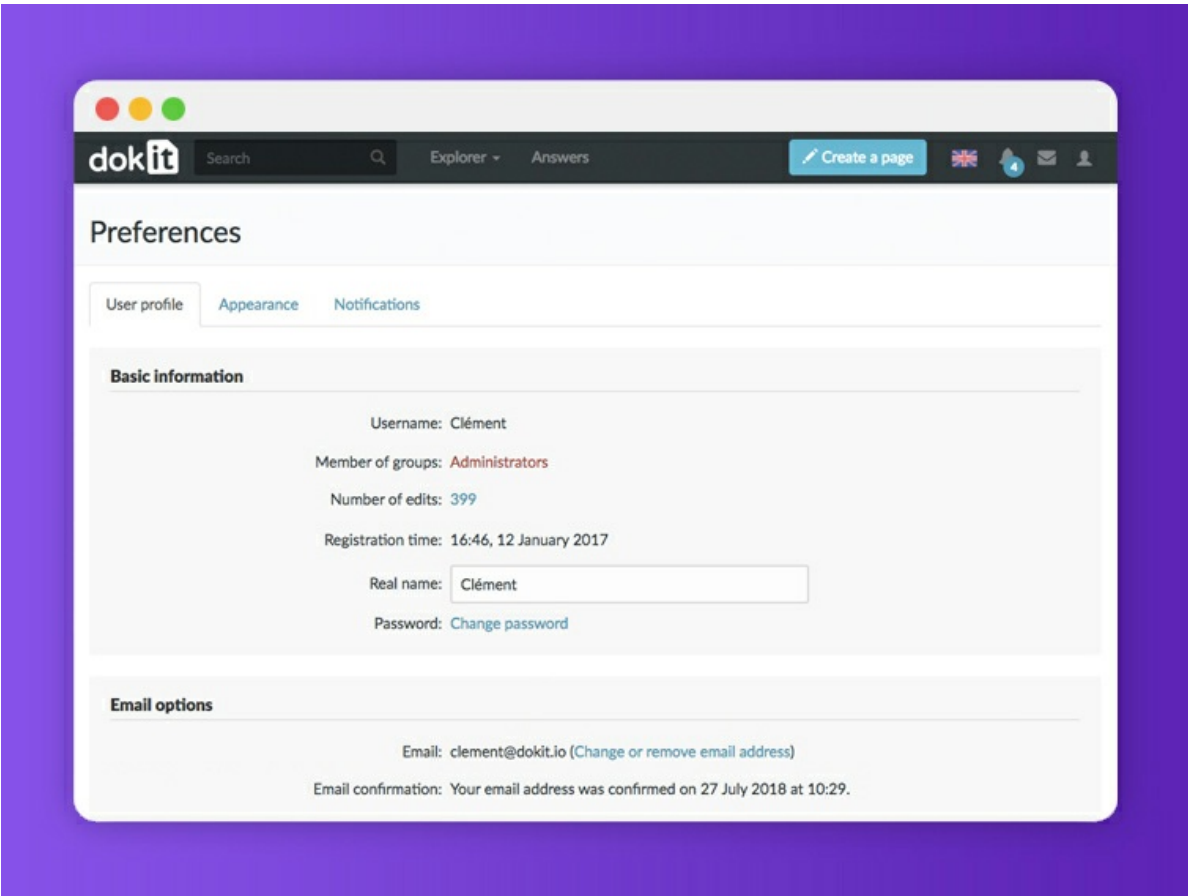 dokit Search Explorer Answers Create a page 4
Preferences
User profile Appearance Notifications
Basic information
Username: Clément
Member of groups: Administrators
Number of edits: 399
Registration time: 16:46, 12 January 2017
Real name: Clément
Password: Change password
Email options
Email: clement@dokit.io (Change or remove email address)
Email confirmation: Your email address was confirmed on 27 July 2018 at 10:29.